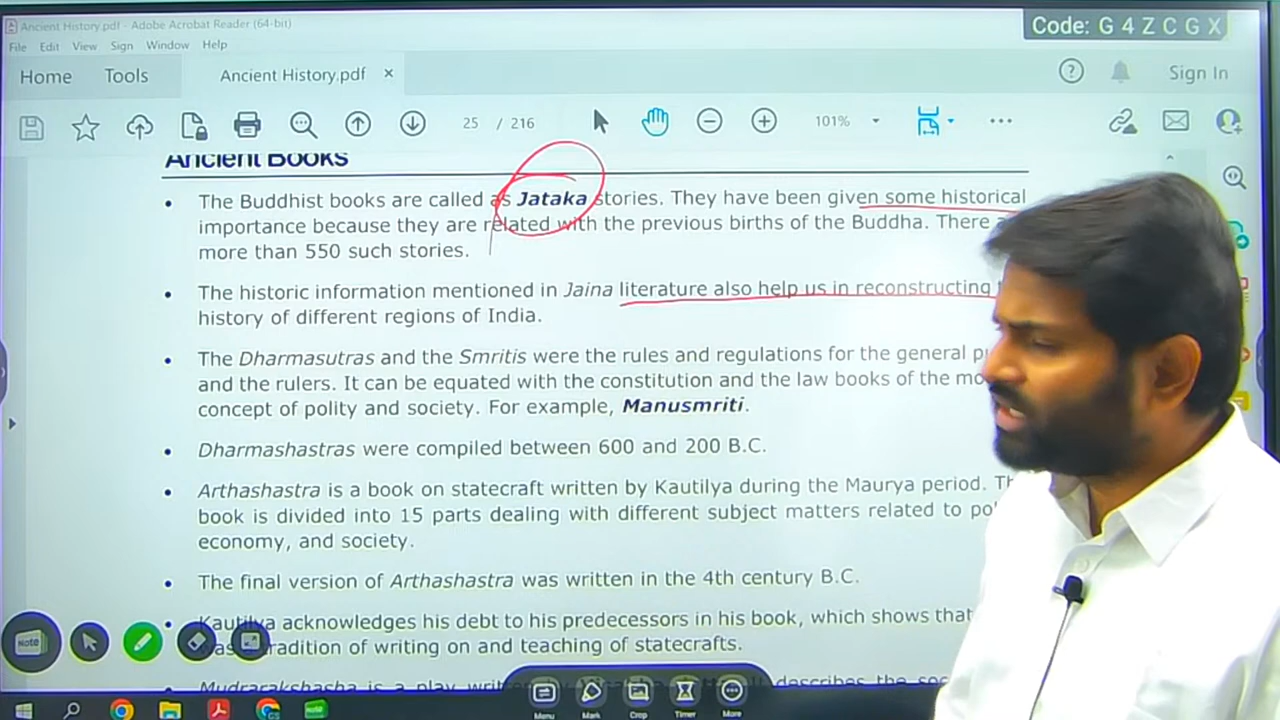 Ancient History.pdf - Adobe Acrobat Reader (64-bit)
Code: G 4 Z C G X
File Edit View Sign Window Help
Home Tools Ancient History.pdf × Sign In
25 / 216 101%
Ancient Books
• The Buddhist books are called as Jataka stories. They have been given some historical
importance because they are related with the previous births of the Buddha. There
more than 550 such stories.
• The historic information mentioned in Jaina literature also help us in reconstructing
history of different regions of India.
• The Dharmasutras and the Smritis were the rules and regulations for the general
and the rulers. It can be equated with the constitution and the law books of the
concept of polity and society. For example, Manusmriti.
• Dharmashastras were compiled between 600 and 200 B.C.
• Arthashastra is a book on statecraft written by Kautilya during the Maurya period.
book is divided into 15 parts dealing with different subject matters related to
economy, and society.
• The final version of Arthashastra was written in the 4th century B.C.
• Kautilya acknowledges his debt to his predecessors in his book, which shows that
tradition of writing on and teaching of statecrafts.
• Mudrarakshasha is a play describes the
Note
Menu Mark Crop Timer More